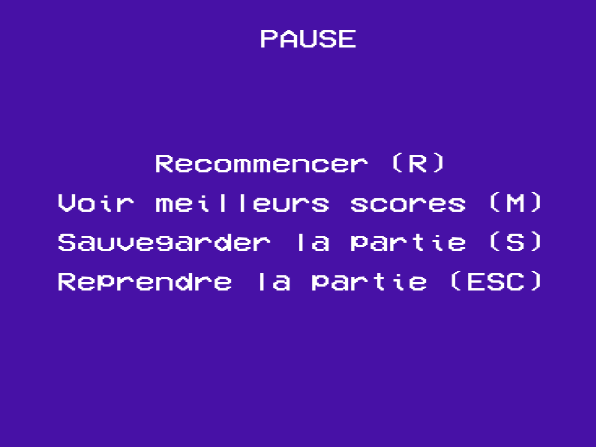 PAUSE
Recommencer (R)
Voir meilleurs scores (M)
Sauvegarder la partie (S)
Reprendre la partie (ESC)